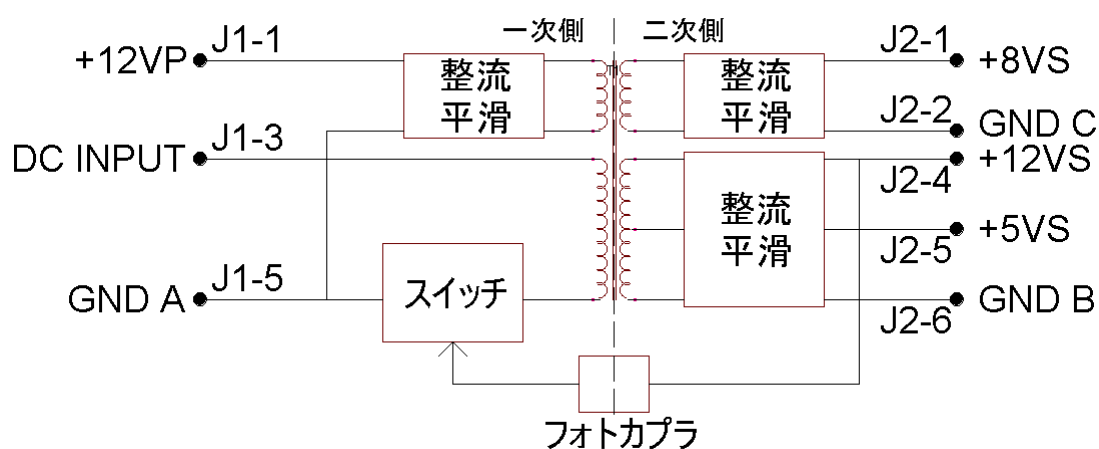 一次側
二次側
+12VP
J1-1
整流
平滑
整流
平滑
J2-1
+8VS
J2-2
GND C
DC INPUT
J1-3
整流
平滑
J2-4
+12VS
J2-5
+5VS
GND A
J1-5
スイッチ
J2-6
GND B
フォトカプラ